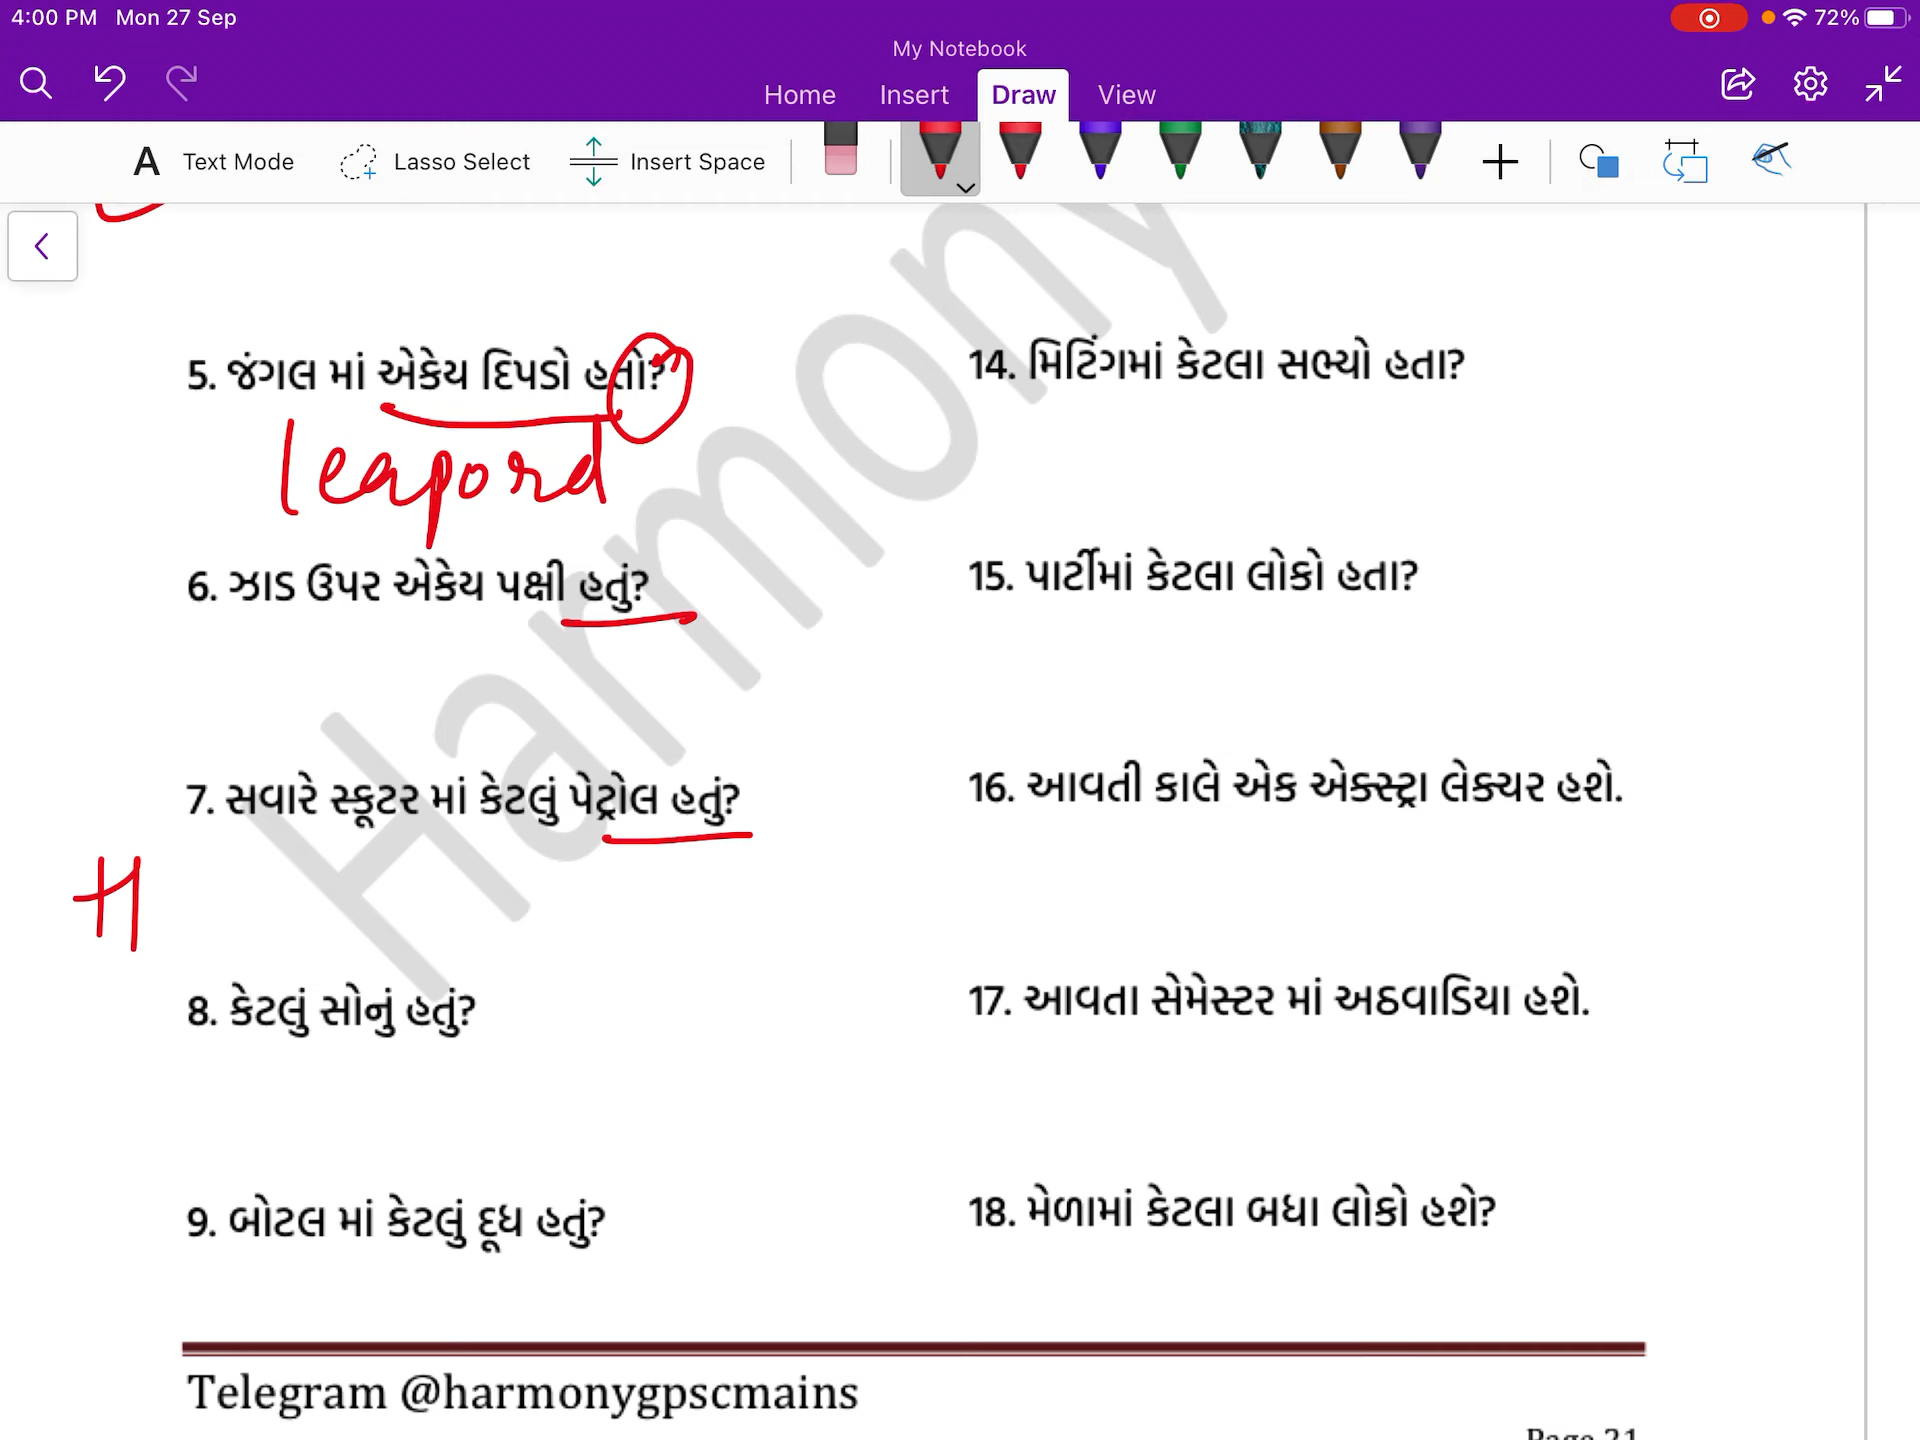 4:00 PM Mon 27 Sep
72%
My Notebook
Home Insert Draw View
A Text Mode Lasso Select Insert Space
Harmony
5. જંગલ માં એકેય દિપડો હતો?
leapord
6. ઝાડ ઉપર એકેય પક્ષી હતું?
7. સવારે સ્કૂટર માં કેટલું પેટ્રોલ હતું?
H
8. કેટલું સોનું હતું?
9. બોટલ માં કેટલું દૂધ હતું?
14. મિટિંગમાં કેટલા સભ્યો હતા?
15. પાર્ટીમાં કેટલા લોકો હતા?
16. આવતી કાલે એક એક્સ્ટ્રા લેક્ચર હશે.
17. આવતા સેમેસ્ટર માં અઠવાડિયા હશે.
18. મેળામાં કેટલા બધા લોકો હશે?
Telegram @harmonygpscmains
Page 21